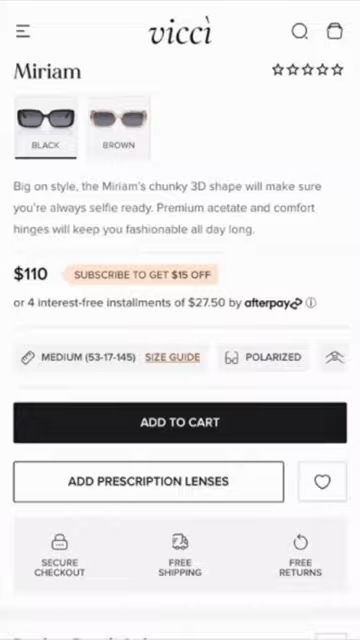 viccì
Miriam
BLACK
BROWN
Big on style, the Miriam's chunky 3D shape will make sure
you're always selfie ready. Premium acetate and comfort
hinges will keep you fashionable all day long.
$110 SUBSCRIBE TO GET $15 OFF
or 4 interest-free installments of $27.50 by afterpay
MEDIUM (53-17-145) SIZE GUIDE POLARIZED
ADD TO CART
ADD PRESCRIPTION LENSES
SECURE CHECKOUT
FREE SHIPPING
FREE RETURNS